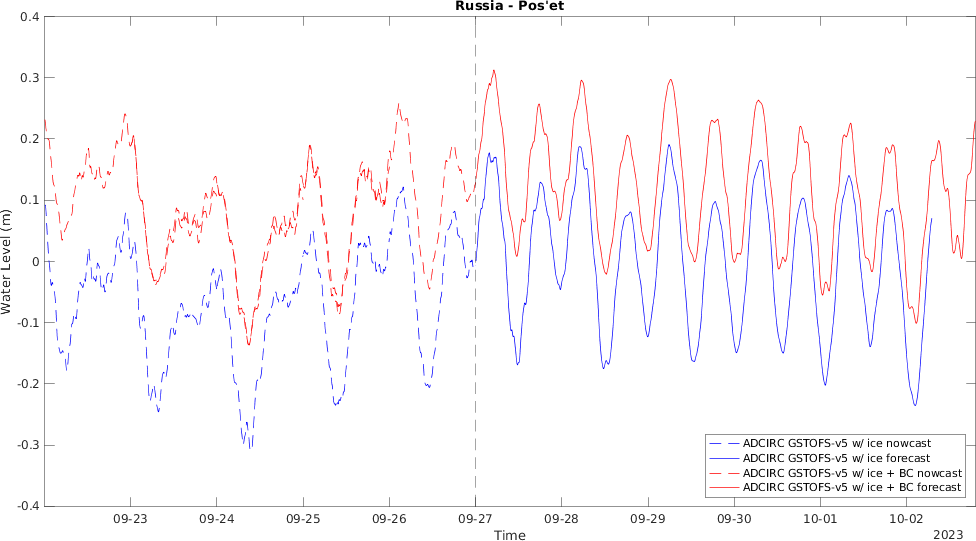 Russia - Pos'et
Water Level (m)
0.4
0.3
0.2
0.1
0
-0.1
-0.2
-0.3
-0.4
09-23 09-24 09-25 09-26 09-27 09-28 09-29 09-30 10-01 10-02
Time
2023
ADCIRC GSTOFS-v5 w/ ice nowcast
ADCIRC GSTOFS-v5 w/ ice forecast
ADCIRC GSTOFS-v5 w/ ice + BC nowcast
ADCIRC GSTOFS-v5 w/ ice + BC forecast